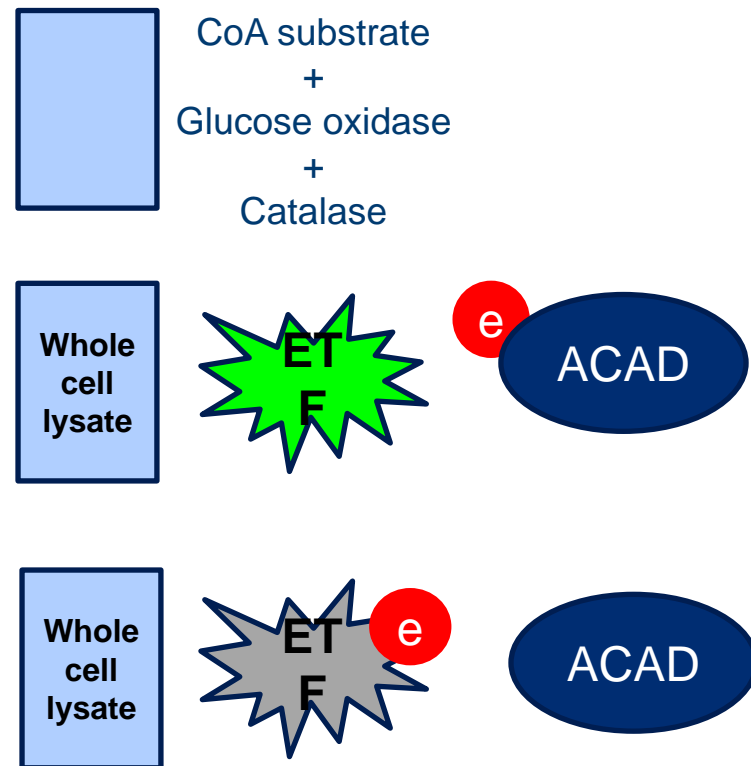 CoA substrate
+
Glucose oxidase
+
Catalase
Whole
cell
lysate
ET
F
e
ACAD
Whole
cell
lysate
ET
F
e
ACAD